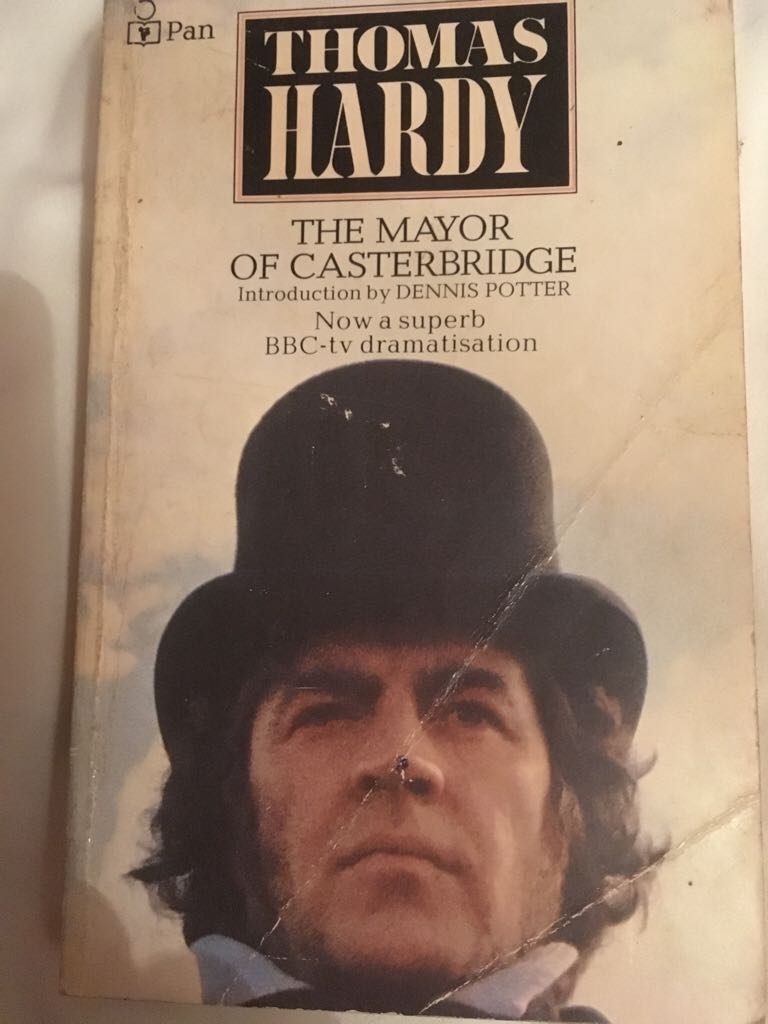 Pan
THOMAS
HARDY
THE MAYOR
OF CASTERBRIDGE
Introduction by DENNIS POTTER
Now a superb
BBC-tv dramatisation